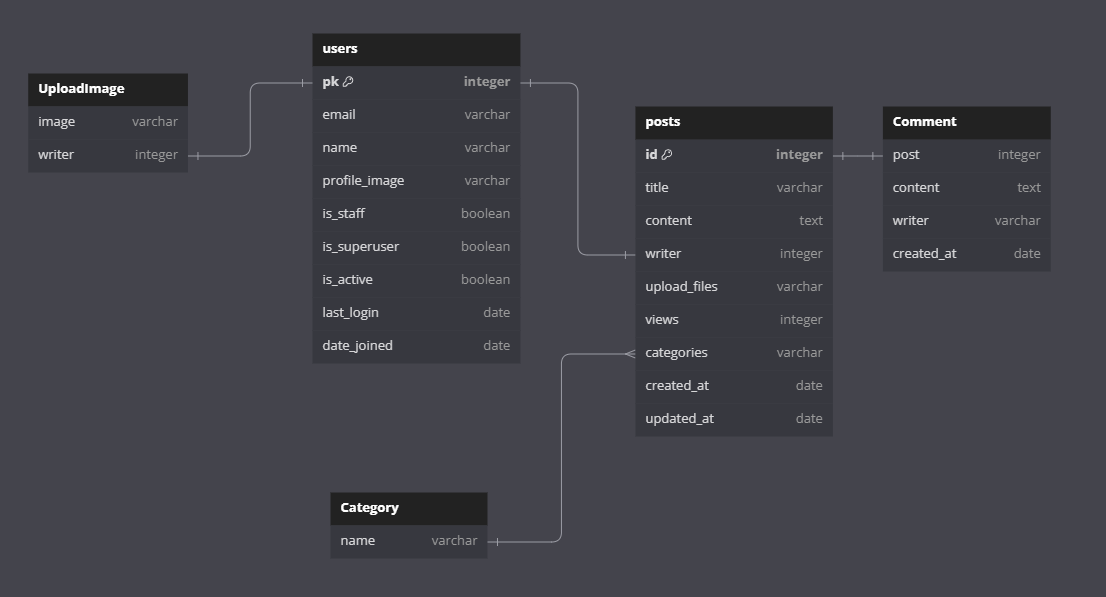 UploadImage
image varchar
writer integer
users
pk integer
email varchar
name varchar
profile_image varchar
is_staff boolean
is_superuser boolean
is_active boolean
last_login date
date_joined date
posts
id integer
title varchar
content text
writer integer
upload_files varchar
views integer
categories varchar
created_at date
updated_at date
Comment
post integer
content text
writer varchar
created_at date
Category
name varchar